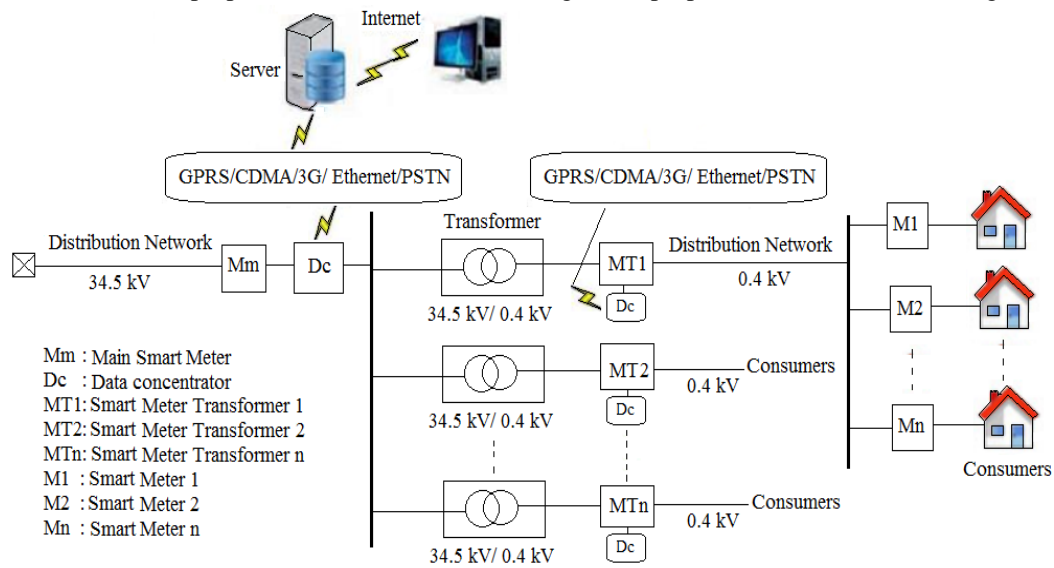 Internet
Server
GPRS/CDMA/3G/ Ethernet/PSTN
GPRS/CDMA/3G/ Ethernet/PSTN
Distribution Network
34.5 kV
Mm
Dc
Transformer
34.5 kV/ 0.4 kV
MT1
Dc
Distribution Network
0.4 kV
M1
M2
Mn
Consumers
34.5 kV/ 0.4 kV
MT2
Dc
Consumers
0.4 kV
34.5 kV/ 0.4 kV
MTn
Dc
Consumers
0.4 kV
Mm : Main Smart Meter
Dc : Data concentrator
MT1: Smart Meter Transformer 1
MT2: Smart Meter Transformer 2
MTn: Smart Meter Transformer n
M1 : Smart Meter 1
M2 : Smart Meter 2
Mn : Smart Meter n